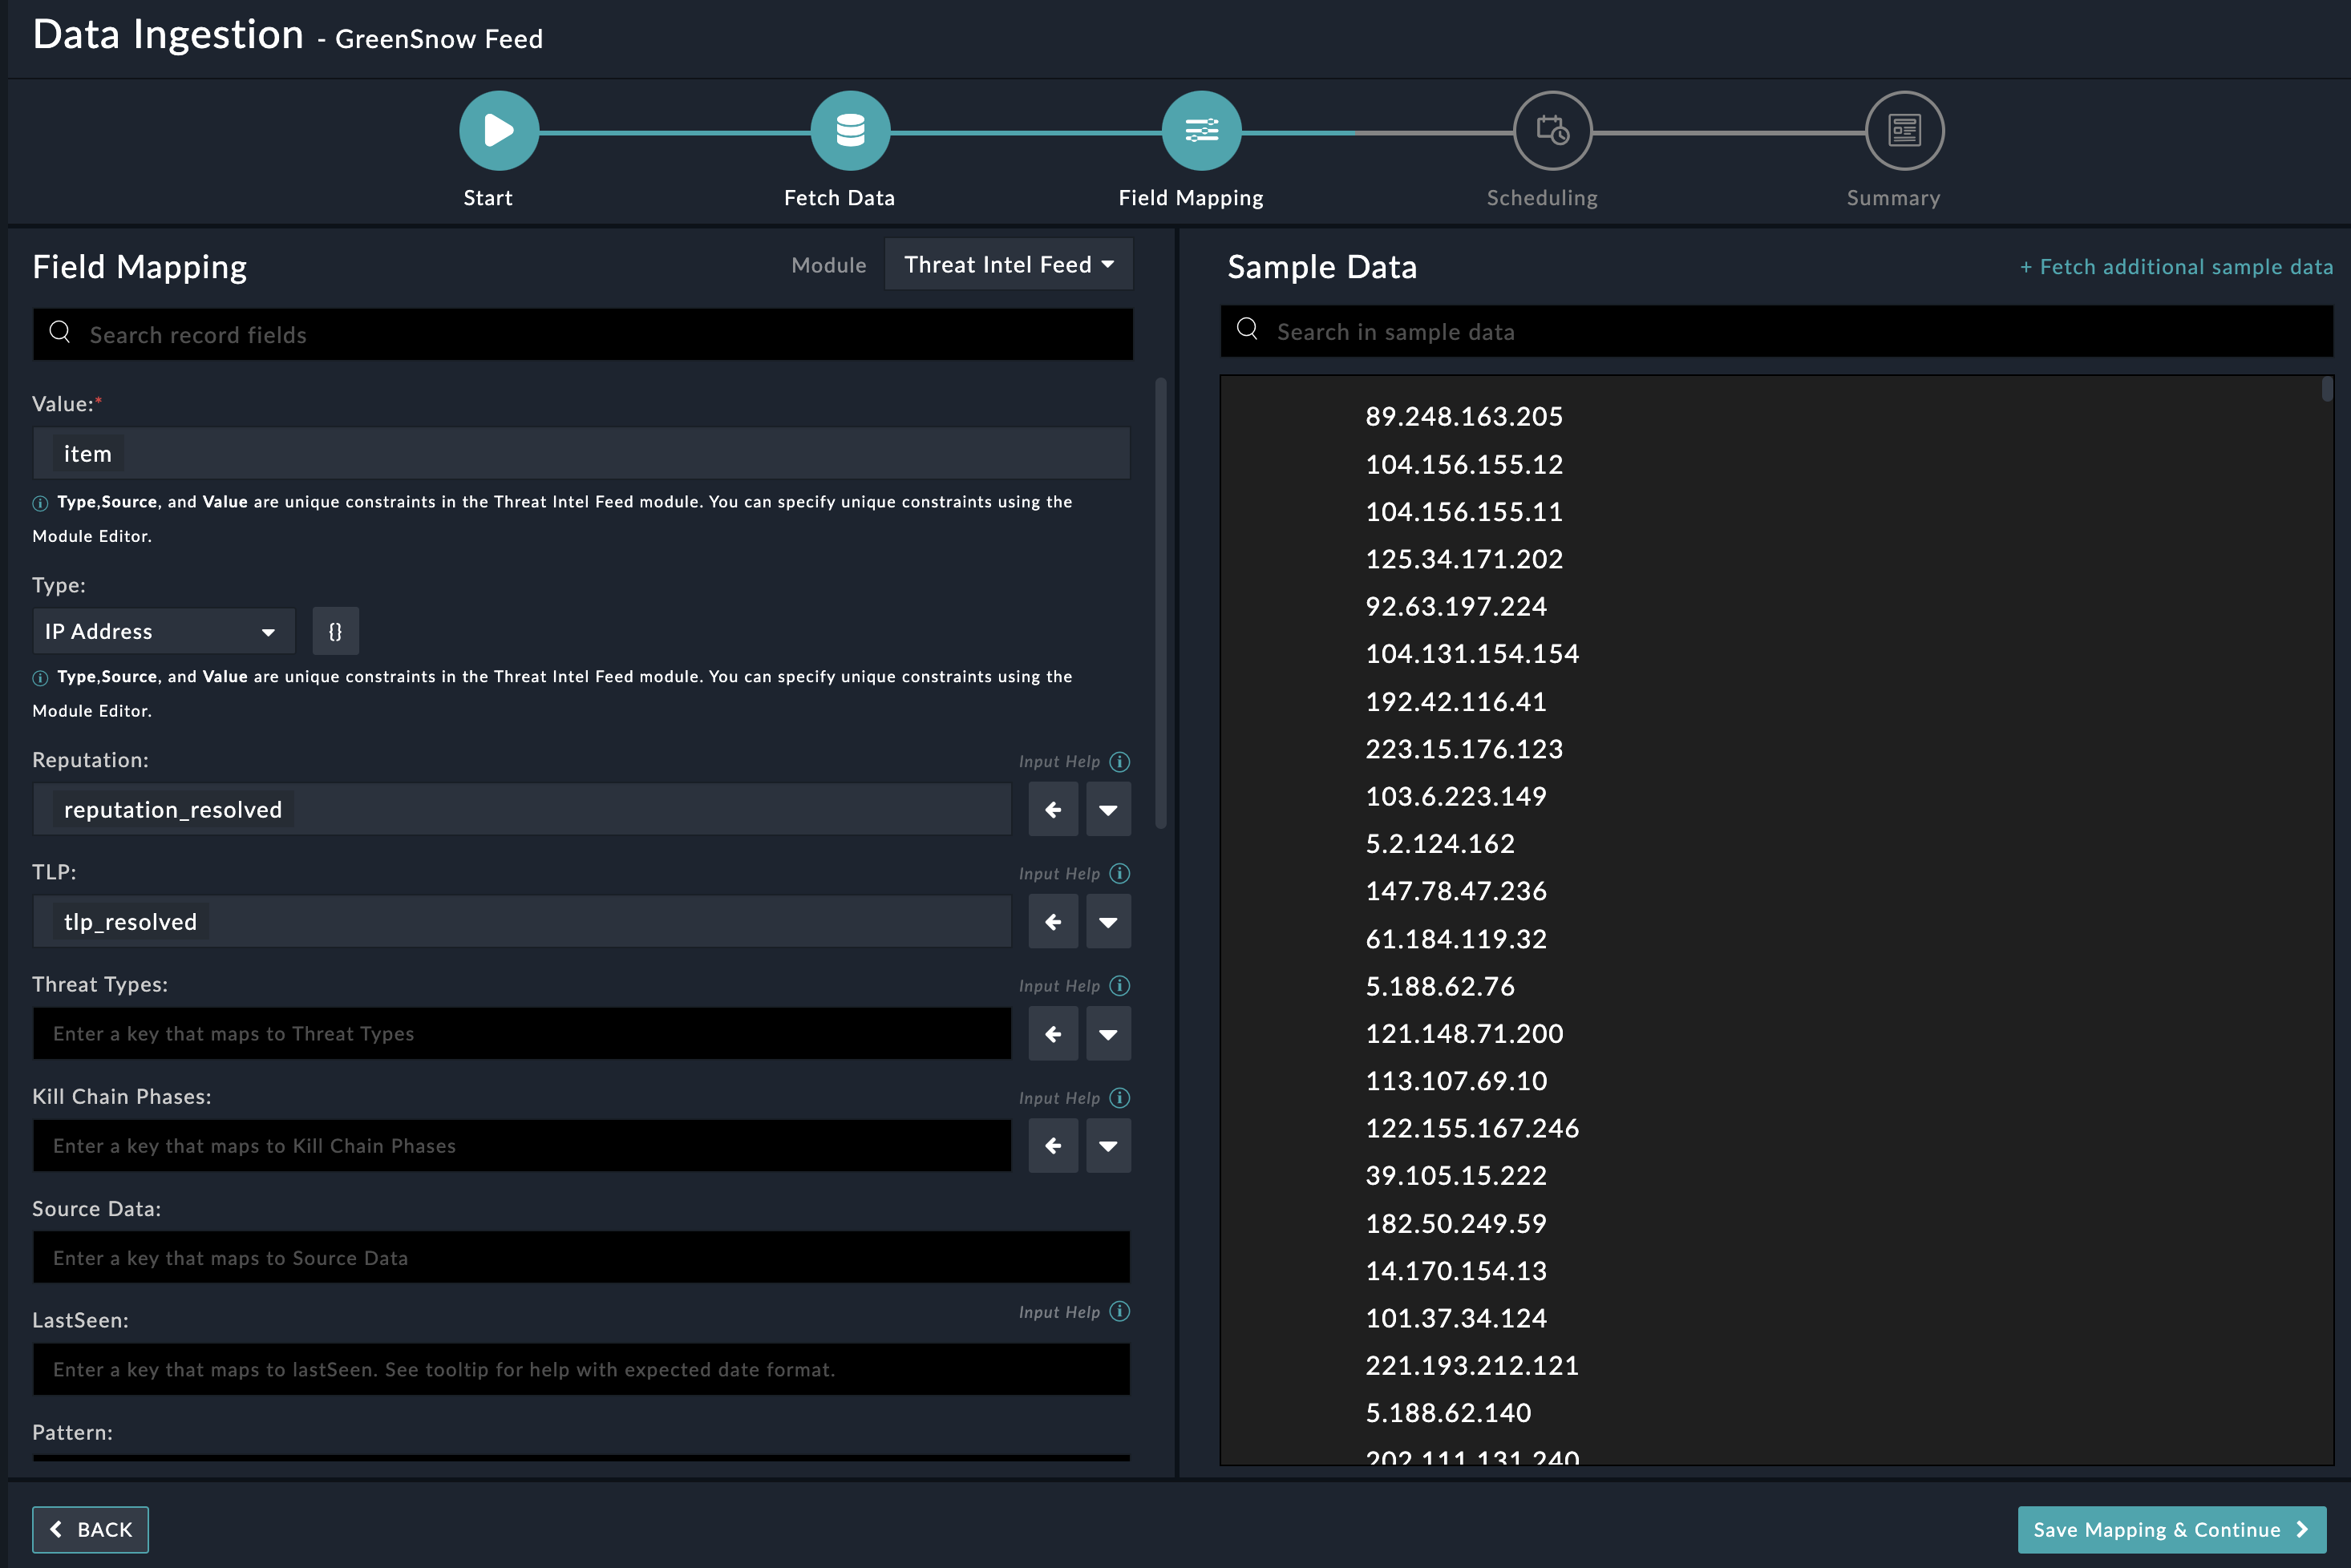 Data Ingestion - GreenSnow Feed
Start
Fetch Data
Field Mapping
Scheduling
Summary
Field Mapping
Module
Threat Intel Feed
Search record fields
Value:*
item
Type,Source, and Value are unique constraints in the Threat Intel Feed module. You can specify unique constraints using the
Module Editor.
Type:
IP Address
{}
Type,Source, and Value are unique constraints in the Threat Intel Feed module. You can specify unique constraints using the
Module Editor.
Reputation:
Input Help
reputation_resolved
TLP:
Input Help
tlp_resolved
Threat Types:
Input Help
Enter a key that maps to Threat Types
Kill Chain Phases:
Input Help
Enter a key that maps to Kill Chain Phases
Source Data:
Enter a key that maps to Source Data
LastSeen:
Input Help
Enter a key that maps to lastSeen. See tooltip for help with expected date format.
Pattern:
Sample Data
+ Fetch additional sample data
Search in sample data
89.248.163.205
104.156.155.12
104.156.155.11
125.34.171.202
92.63.197.224
104.131.154.154
192.42.116.41
223.15.176.123
103.6.223.149
5.2.124.162
147.78.47.236
61.184.119.32
5.188.62.76
121.148.71.200
113.107.69.10
122.155.167.246
39.105.15.222
182.50.249.59
14.170.154.13
101.37.34.124
221.193.212.121
5.188.62.140
202.111.131.240
BACK
Save Mapping & Continue